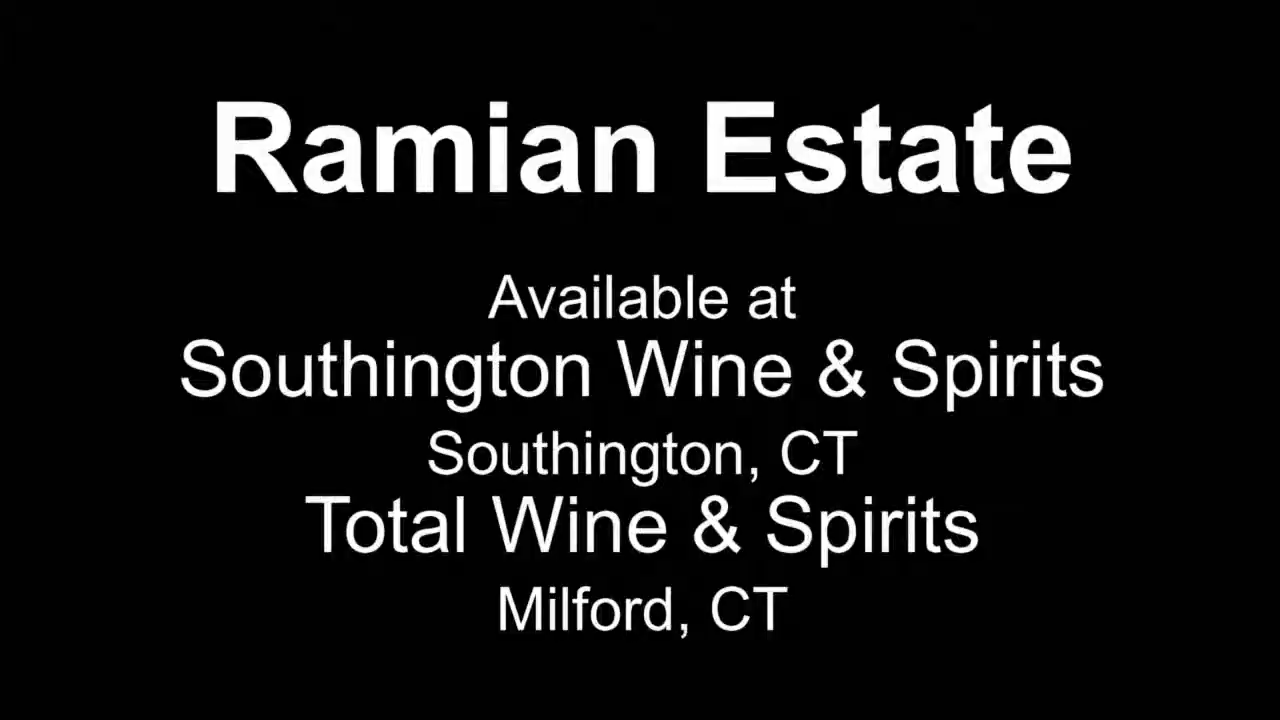 Ramian Estate
Available at
Southington Wine & Spirits
Southington, CT
Total Wine & Spirits
Milford, CT